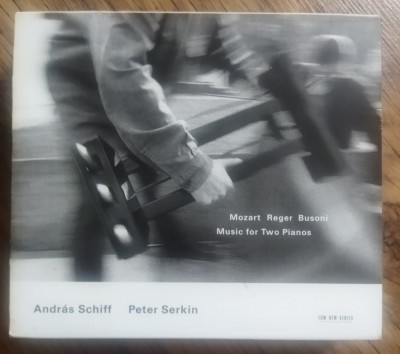 Mozart Reger Busoni
Music for Two Pianos
András Schiff Peter Serkin
ECM NEW SERIES